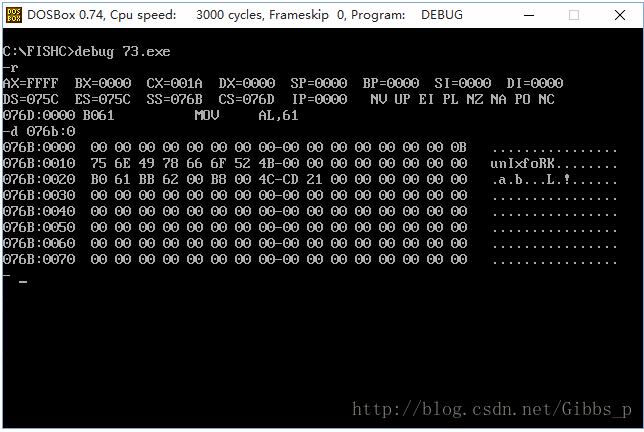 DOSBox 0.74, Cpu speed: 3000 cycles, Frameskip 0, Program: DEBUG
C:\FISHC>debug 73.exe
-r
AX=FFFF BX=0000 CX=001A DX=0000 SP=0000 BP=0000 SI=0000 DI=0000
DS=075C ES=075C SS=076B CS=076D IP=0000 NV UP EI PL NZ NA PO NC
076D:0000 B061 MOV AL,61
-d 076b:0
076B:0000 00 00 00 00 00 00 00 00-00 00 00 00 00 00 00 0B ................
076B:0010 75 6E 49 78 66 6F 52 4B-00 00 00 00 00 00 00 00 unIxfoRK........
076B:0020 B0 61 BB 62 00 B8 00 4C-CD 21 00 00 00 00 00 00 .a.b...L.!......
076B:0030 00 00 00 00 00 00 00 00-00 00 00 00 00 00 00 00 ................
076B:0040 00 00 00 00 00 00 00 00-00 00 00 00 00 00 00 00 ................
076B:0050 00 00 00 00 00 00 00 00-00 00 00 00 00 00 00 00 ................
076B:0060 00 00 00 00 00 00 00 00-00 00 00 00 00 00 00 00 ................
076B:0070 00 00 00 00 00 00 00 00-00 00 00 00 00 00 00 00 ................
- _
http://blog.csdn.net/Gibbs_p